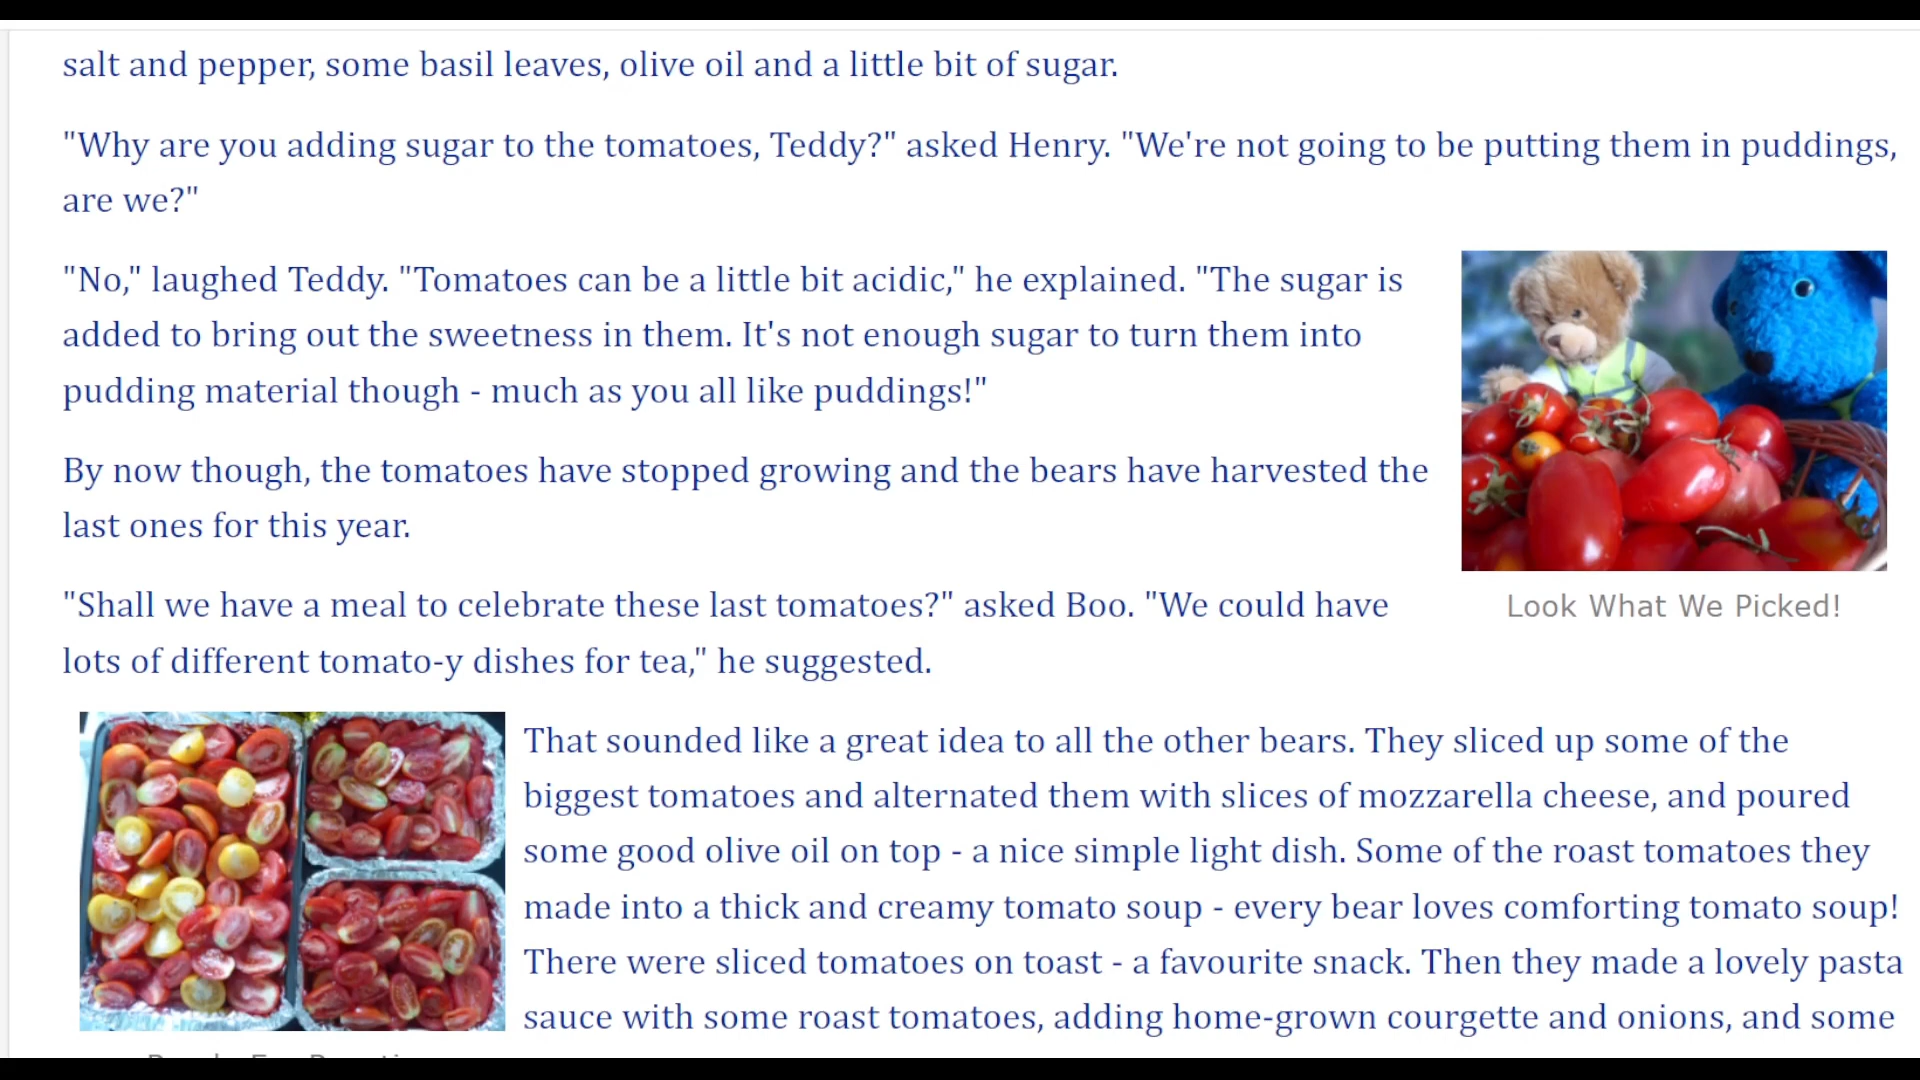 salt and pepper, some basil leaves, olive oil and a little bit of sugar.
"Why are you adding sugar to the tomatoes, Teddy?" asked Henry. "We're not going to be putting them in puddings,
are we?"
"No," laughed Teddy. "Tomatoes can be a little bit acidic," he explained. "The sugar is
added to bring out the sweetness in them. It's not enough sugar to turn them into
pudding material though - much as you all like puddings!"
By now though, the tomatoes have stopped growing and the bears have harvested the
last ones for this year.
"Shall we have a meal to celebrate these last tomatoes?" asked Boo. "We could have
lots of different tomato-y dishes for tea," he suggested.
Look What We Picked!
That sounded like a great idea to all the other bears. They sliced up some of the
biggest tomatoes and alternated them with slices of mozzarella cheese, and poured
some good olive oil on top - a nice simple light dish. Some of the roast tomatoes they
made into a thick and creamy tomato soup - every bear loves comforting tomato soup!
There were sliced tomatoes on toast - a favourite snack. Then they made a lovely pasta
sauce with some roast tomatoes, adding home-grown courgette and onions, and some